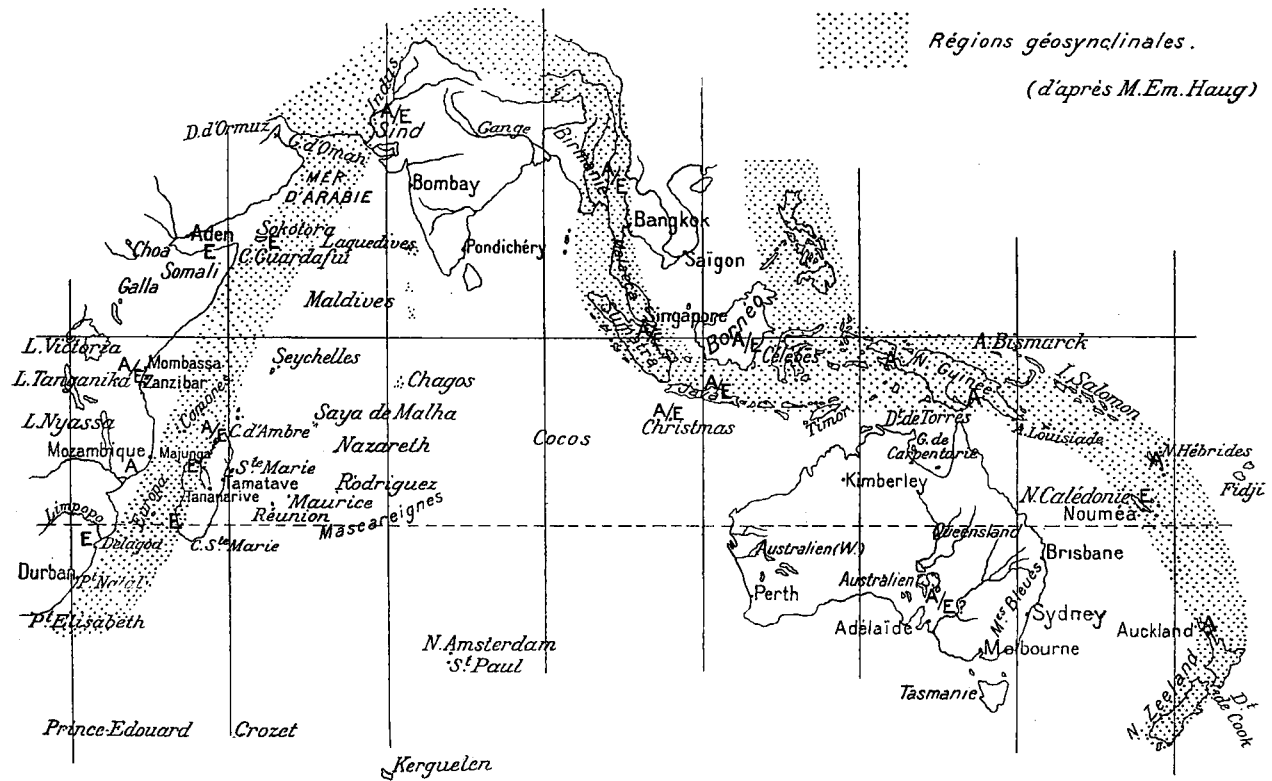 Régions géosynclinales.
(d'après M. Em. Haug)
Indus
A/E
Sind
D. d'Ormuz
G. d'Oman
MER
D'ARABIE
Gange
Birmanie
A/E
Bombay
Bangkok
Aden
E
Sokotora
E
Laquedives
Pondichéry
Choa
Somali
C. Guardafui
Saïgon
Galla
Malacca
Maldives
Singapore
Sumatra
A/E
Bornéo
A/E
Célèbes
L. Victoria
A/E
Mombassa
Zanzibar
Seychelles
A. Bismarck
A
N. Guinée
L. Tanganika
Chagos
A/E
Java
I. Salomon
Comores
Saya de Malha
A/E
Christmas
Timor
Dt. de Torrès
A
A. Louisiade
L. Nyassa
A/E
C. d'Ambre
Cocos
G. de
Carpentarie
Mozambique
A
Majunga
E
Nazareth
A
N. Hébrides
Ste Marie
Tamatave
Tananarive
Rodriguez
Kimberley
Fidji
Europa
Maurice
Réunion
Mascareignes
N. Calédonie
E
Nouméa
Limpopo
E
Delagoa
E
C. Ste Marie
Queensland
Brisbane
Australien (W.)
Durban
Pt Natal
Perth
Australien
A/E?
Mts Bleues
Sydney
Pt Elisabeth
Adélaïde
Auckland
A
N. Amsterdam
St. Paul
Melbourne
Tasmanie
N. Zeeland
Dt
de Cook
Prince-Edouard
Crozet
Kerguelen